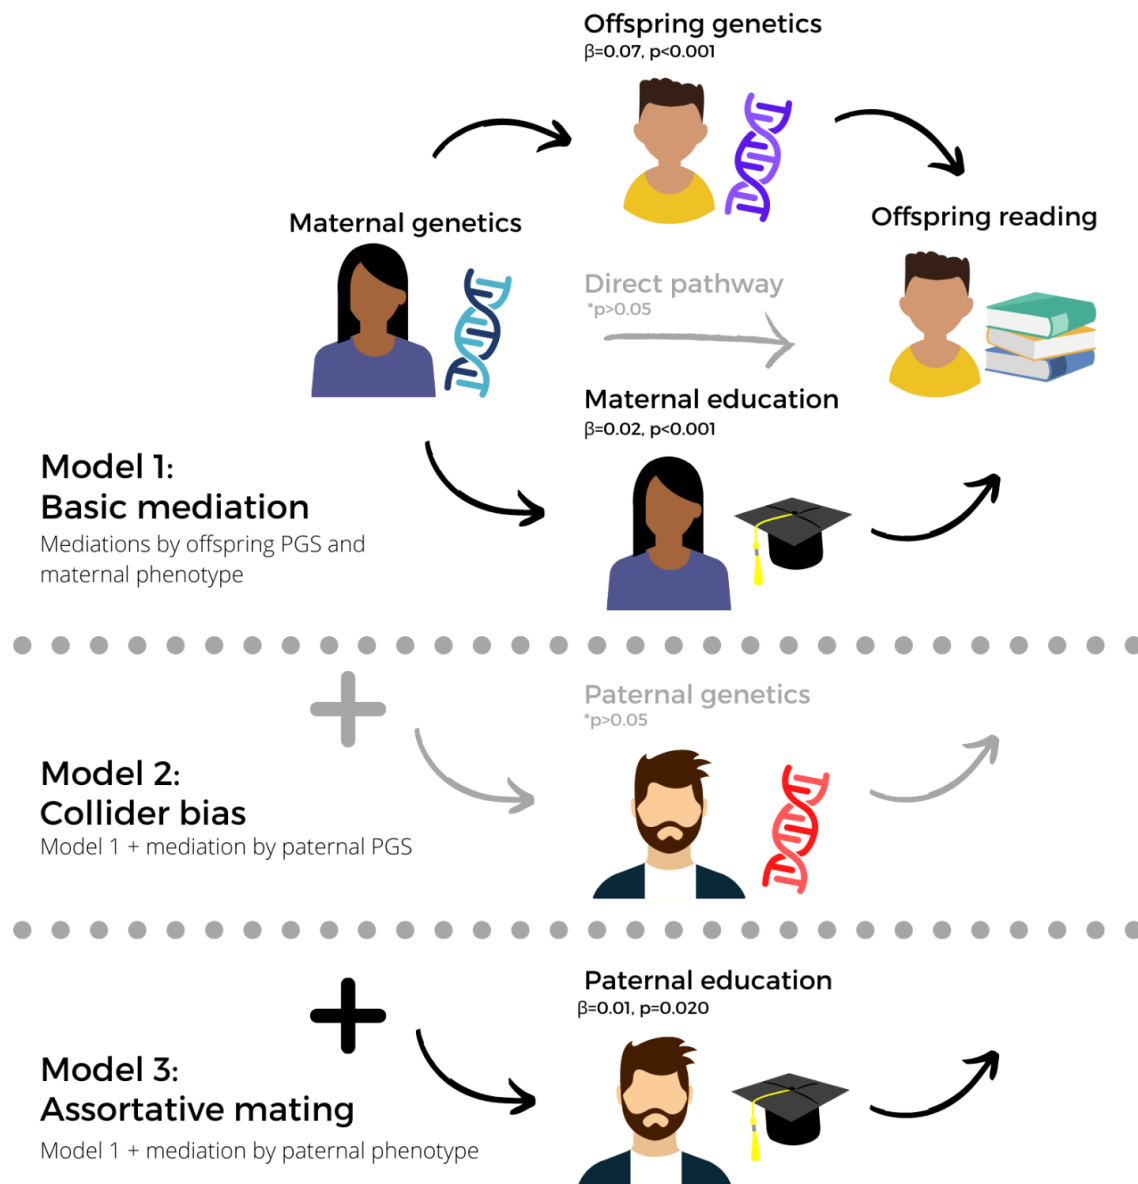 Offspring genetics
β=0.07, p<0.001
Maternal genetics
Offspring reading
Direct pathway
*p>0.05
Maternal education
β=0.02, p<0.001
Model 1:
Basic mediation
Mediations by offspring PGS and
maternal phenotype
Paternal genetics
*p>0.05
Model 2:
Collider bias
Model 1 + mediation by paternal PGS
Paternal education
β=0.01, p=0.020
Model 3:
Assortative mating
Model 1 + mediation by paternal phenotype